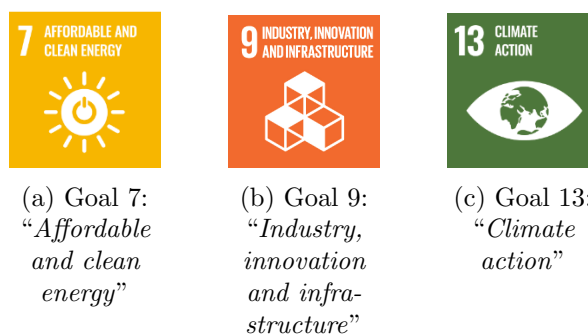 7 AFFORDABLE AND
CLEAN ENERGY
9 INDUSTRY, INNOVATION
AND INFRASTRUCTURE
13 CLIMATE
ACTION
(a) Goal 7:
“Affordable
and clean
energy”
(b) Goal 9:
“Industry,
innovation
and infra-
structure”
(c) Goal 13:
“Climate
action”